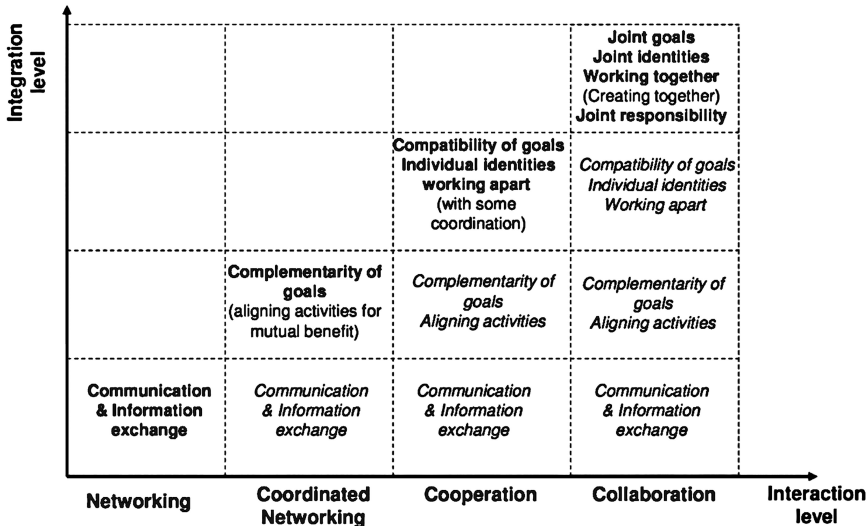 Integration
level
Joint goals
Joint identities
Working together
(Creating together)
Joint responsibility
Compatibility of goals
Individual identities
working apart
(with some
coordination)
Compatibility of goals
Individual identities
Working apart
Complementarity of
goals
(aligning activities for
mutual benefit)
Complementarity of
goals
Aligning activities
Complementarity of
goals
Aligning activities
Communication
& Information
exchange
Communication
& Information
exchange
Communication
& Information
exchange
Communication
& Information
exchange
Networking
Coordinated
Networking
Cooperation
Collaboration
Interaction
level